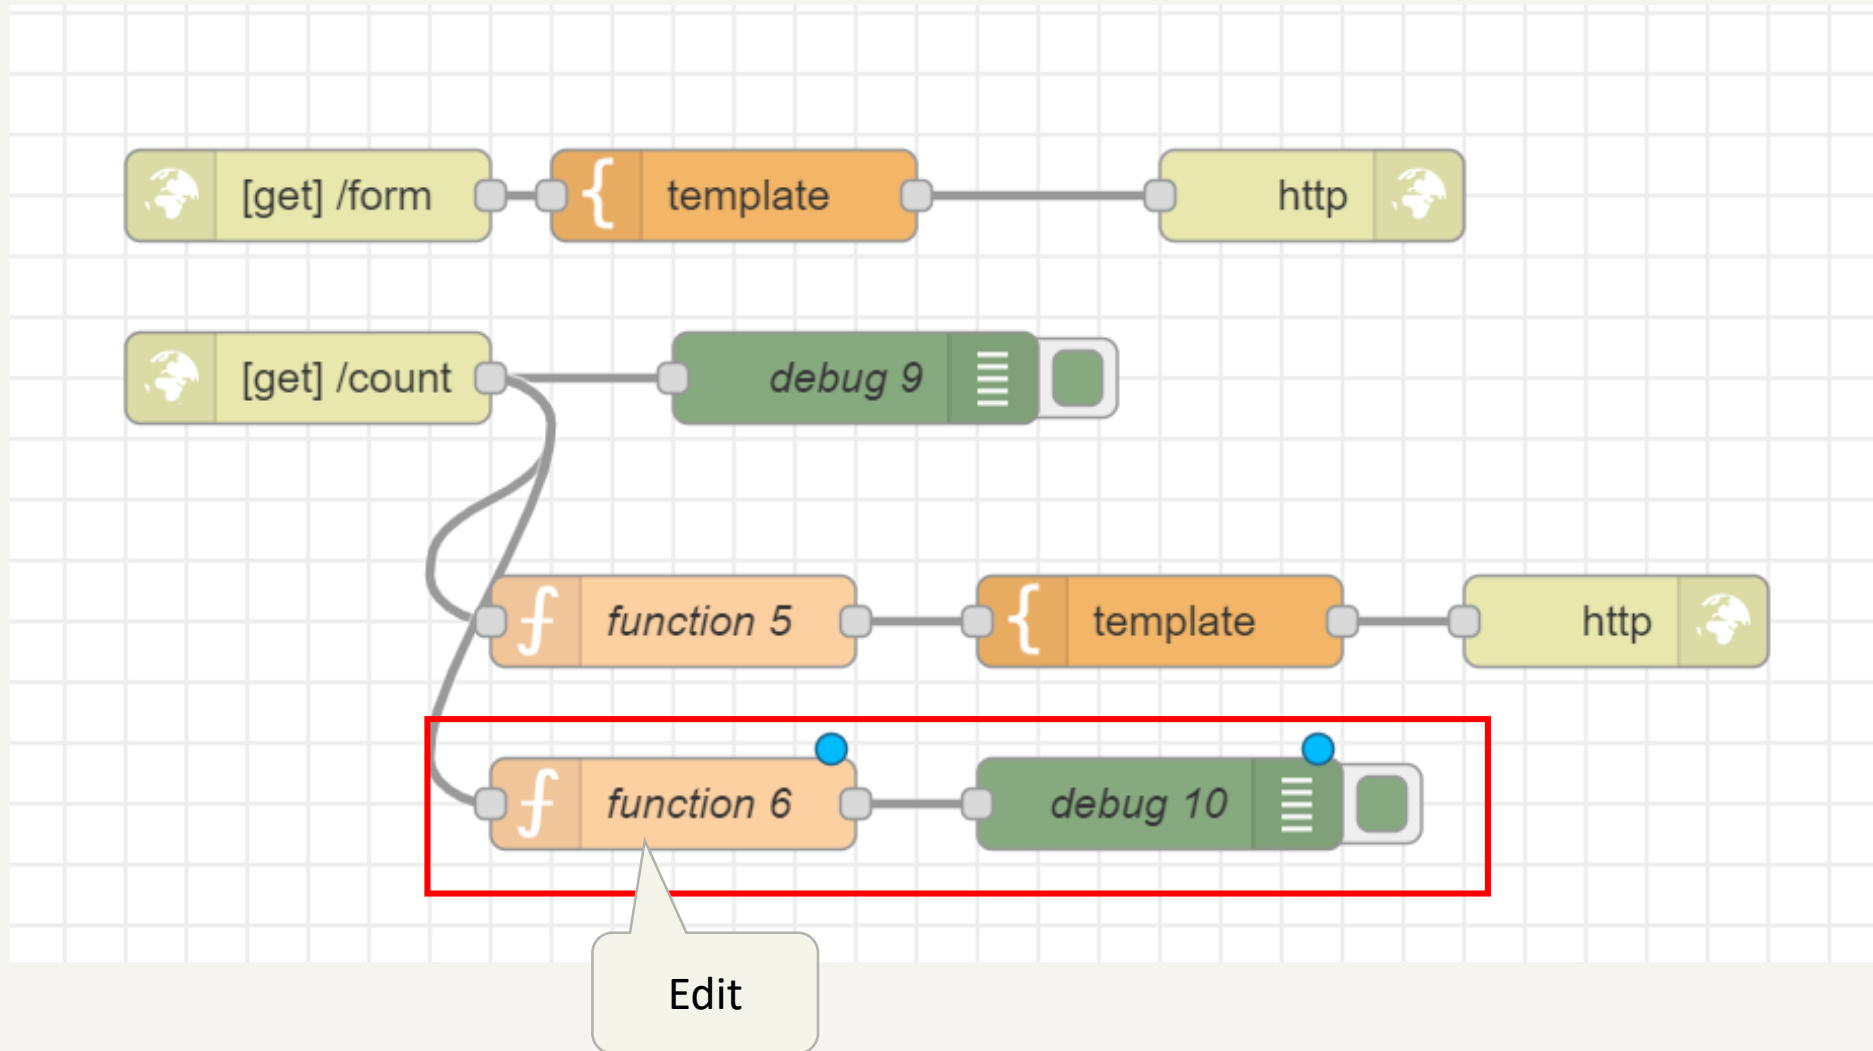 [get] /form
template
http
[get] /count
debug 9
function 5
template
http
function 6
debug 10
Edit